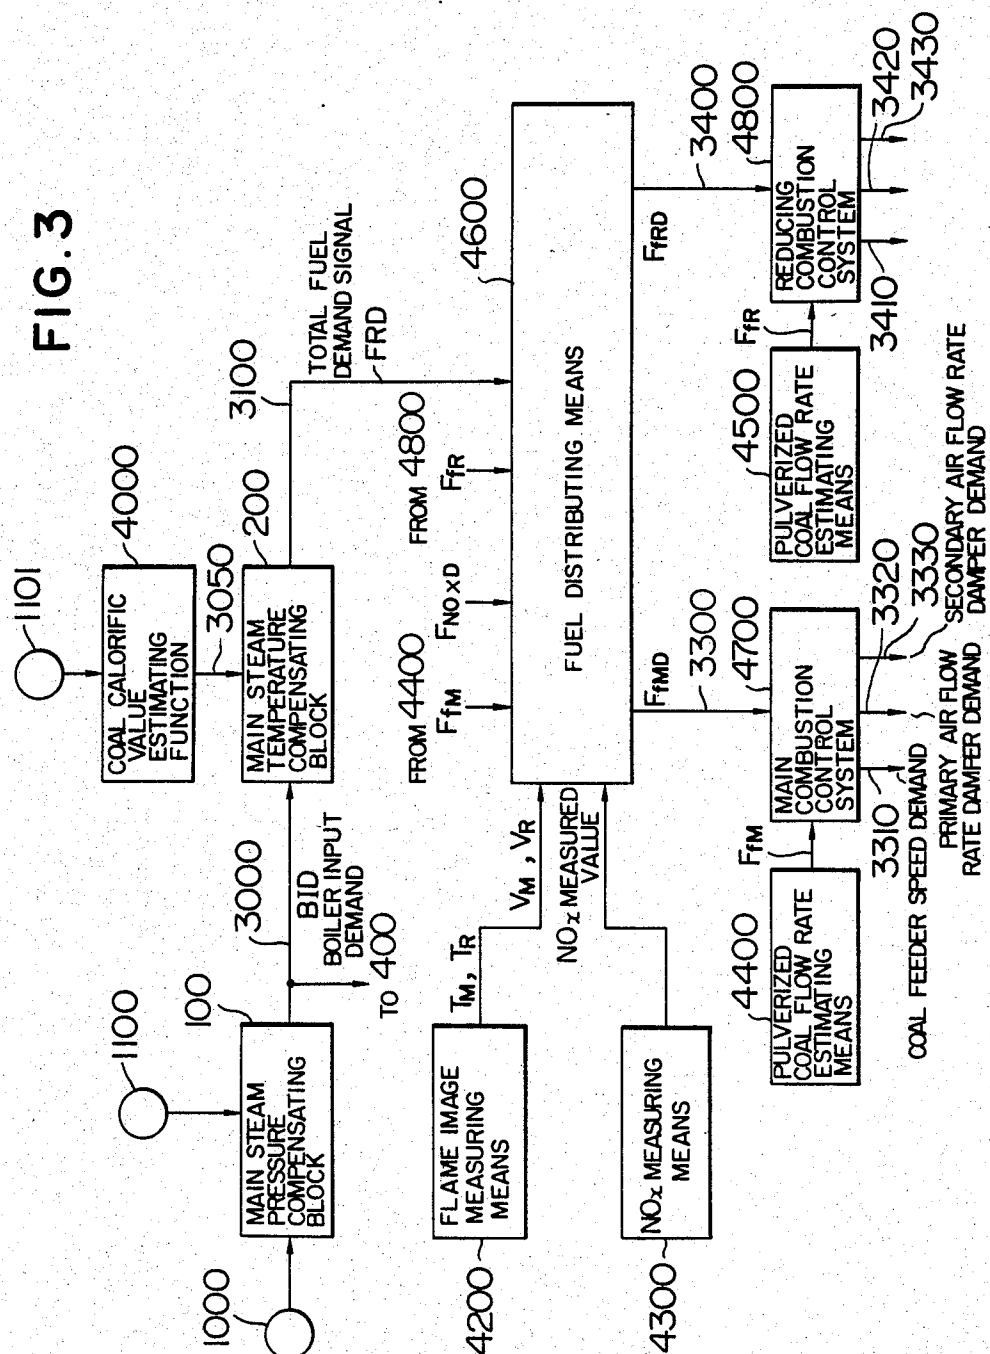 FIG.3
1101
4000
COAL CALORIFIC
VALUE
ESTIMATING
FUNCTION
3050
200
MAIN STEAM
TEMPERATURE
COMPENSATING
BLOCK
3100
TOTAL FUEL
DEMAND SIGNAL
FRD
1100
1000
100
MAIN STEAM
PRESSURE
COMPENSATING
BLOCK
3000
BID
BOILER INPUT
DEMAND
TO 400
FROM 4400
FfM
FNOxD
FROM 4800
FfR
4600
FUEL DISTRIBUTING MEANS
4200
FLAME IMAGE
MEASURING
MEANS
TM, TR
VM, VR
4300
NOx MEASURING
MEANS
NOx MEASURED
VALUE
FfMD
3300
FfRD
3400
4400
PULVERIZED
COAL FLOW RATE
ESTIMATING
MEANS
FfM
4700
MAIN
COMBUSTION
CONTROL
SYSTEM
3310
3320
3330
COAL FEEDER SPEED DEMAND
PRIMARY AIR FLOW
RATE DAMPER DEMAND
SECONDARY AIR FLOW RATE
DAMPER DEMAND
4500
PULVERIZED
COAL FLOW RATE
ESTIMATING
MEANS
FfR
4800
REDUCING
COMBUSTION
CONTROL
SYSTEM
3410
3420
3430